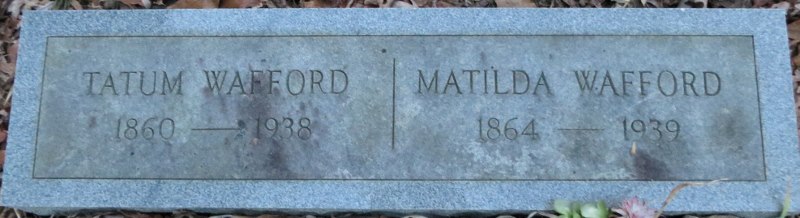 TATUM WAFFORD
1860 — 1938
MATILDA WAFFORD
1864 — 1939